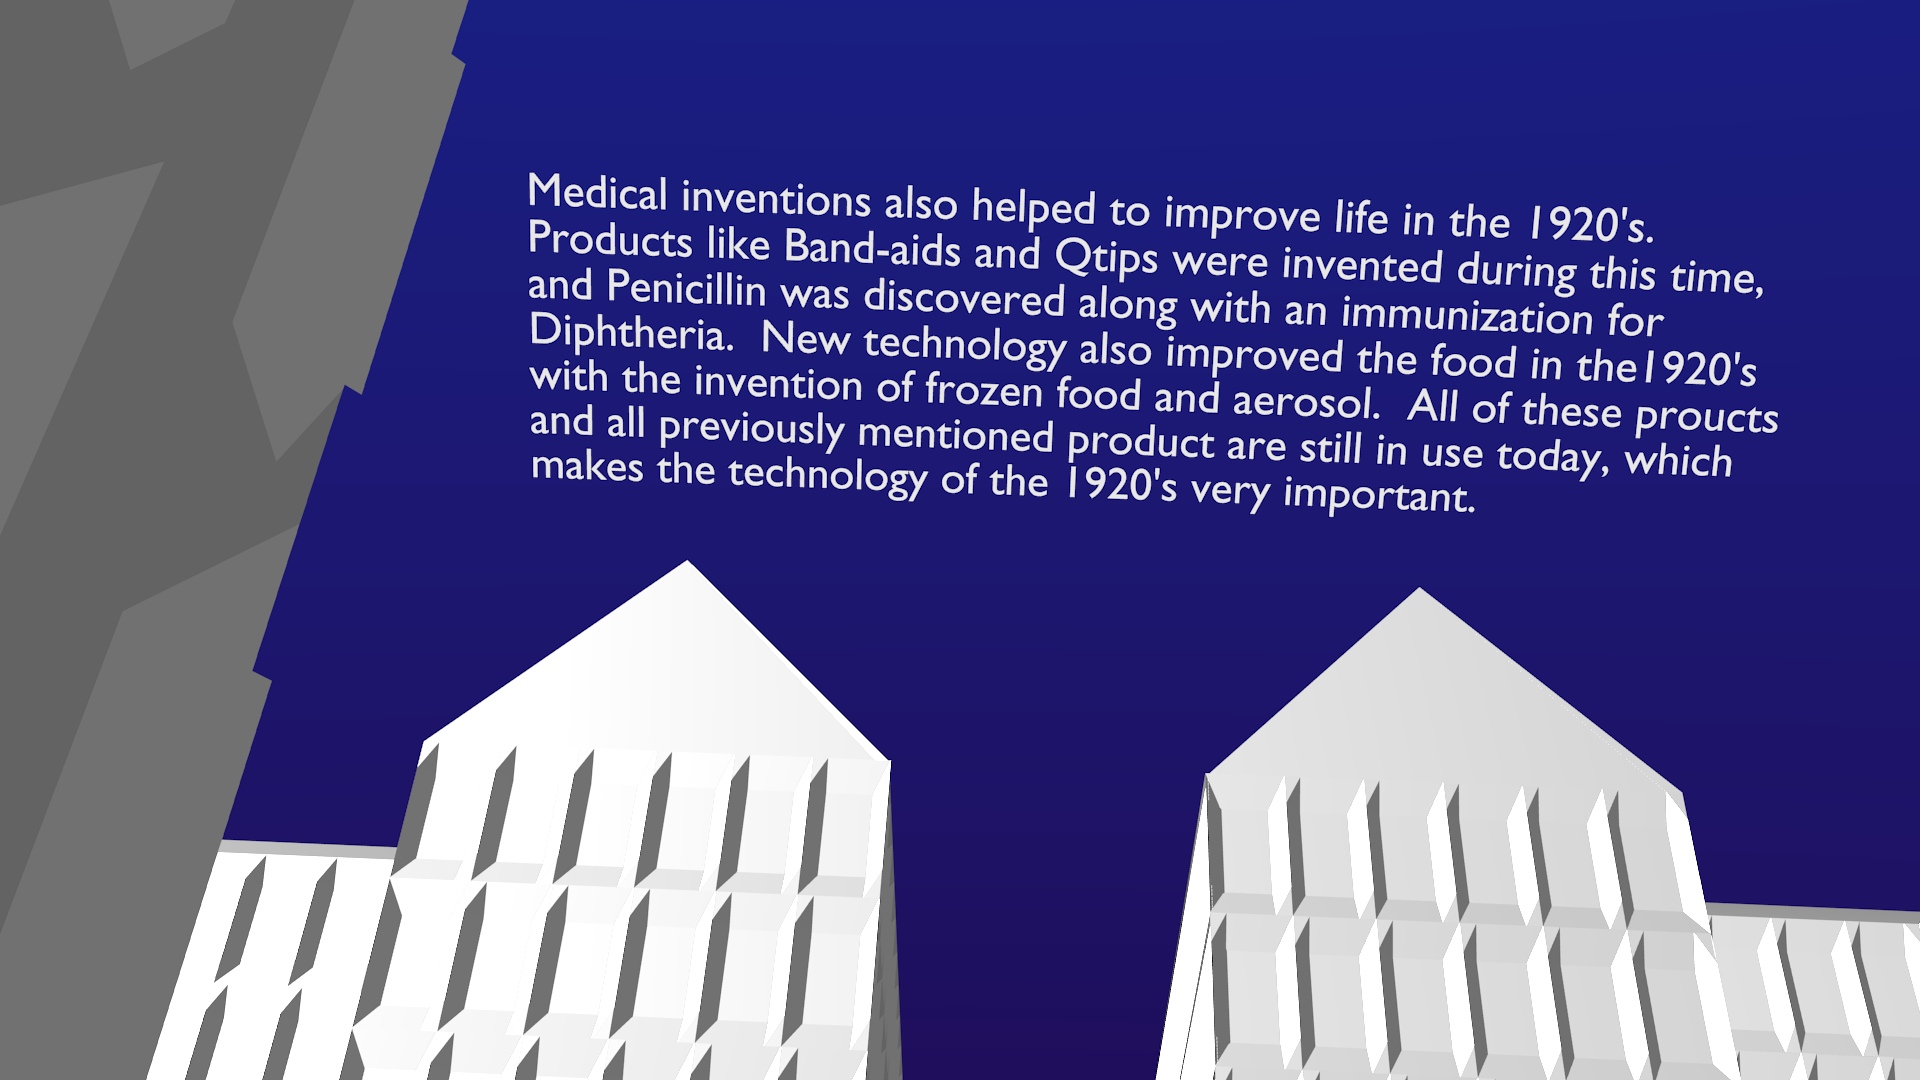 Medical inventions also helped to improve life in the 1920's.
Products like Band-aids and Qtips were invented during this time,
and Penicillin was discovered along with an immunization for
Diphtheria.  New technology also improved the food in the1920's
with the invention of frozen food and aerosol.  All of these proucts
and all previously mentioned product are still in use today, which
makes the technology of the 1920's very important.